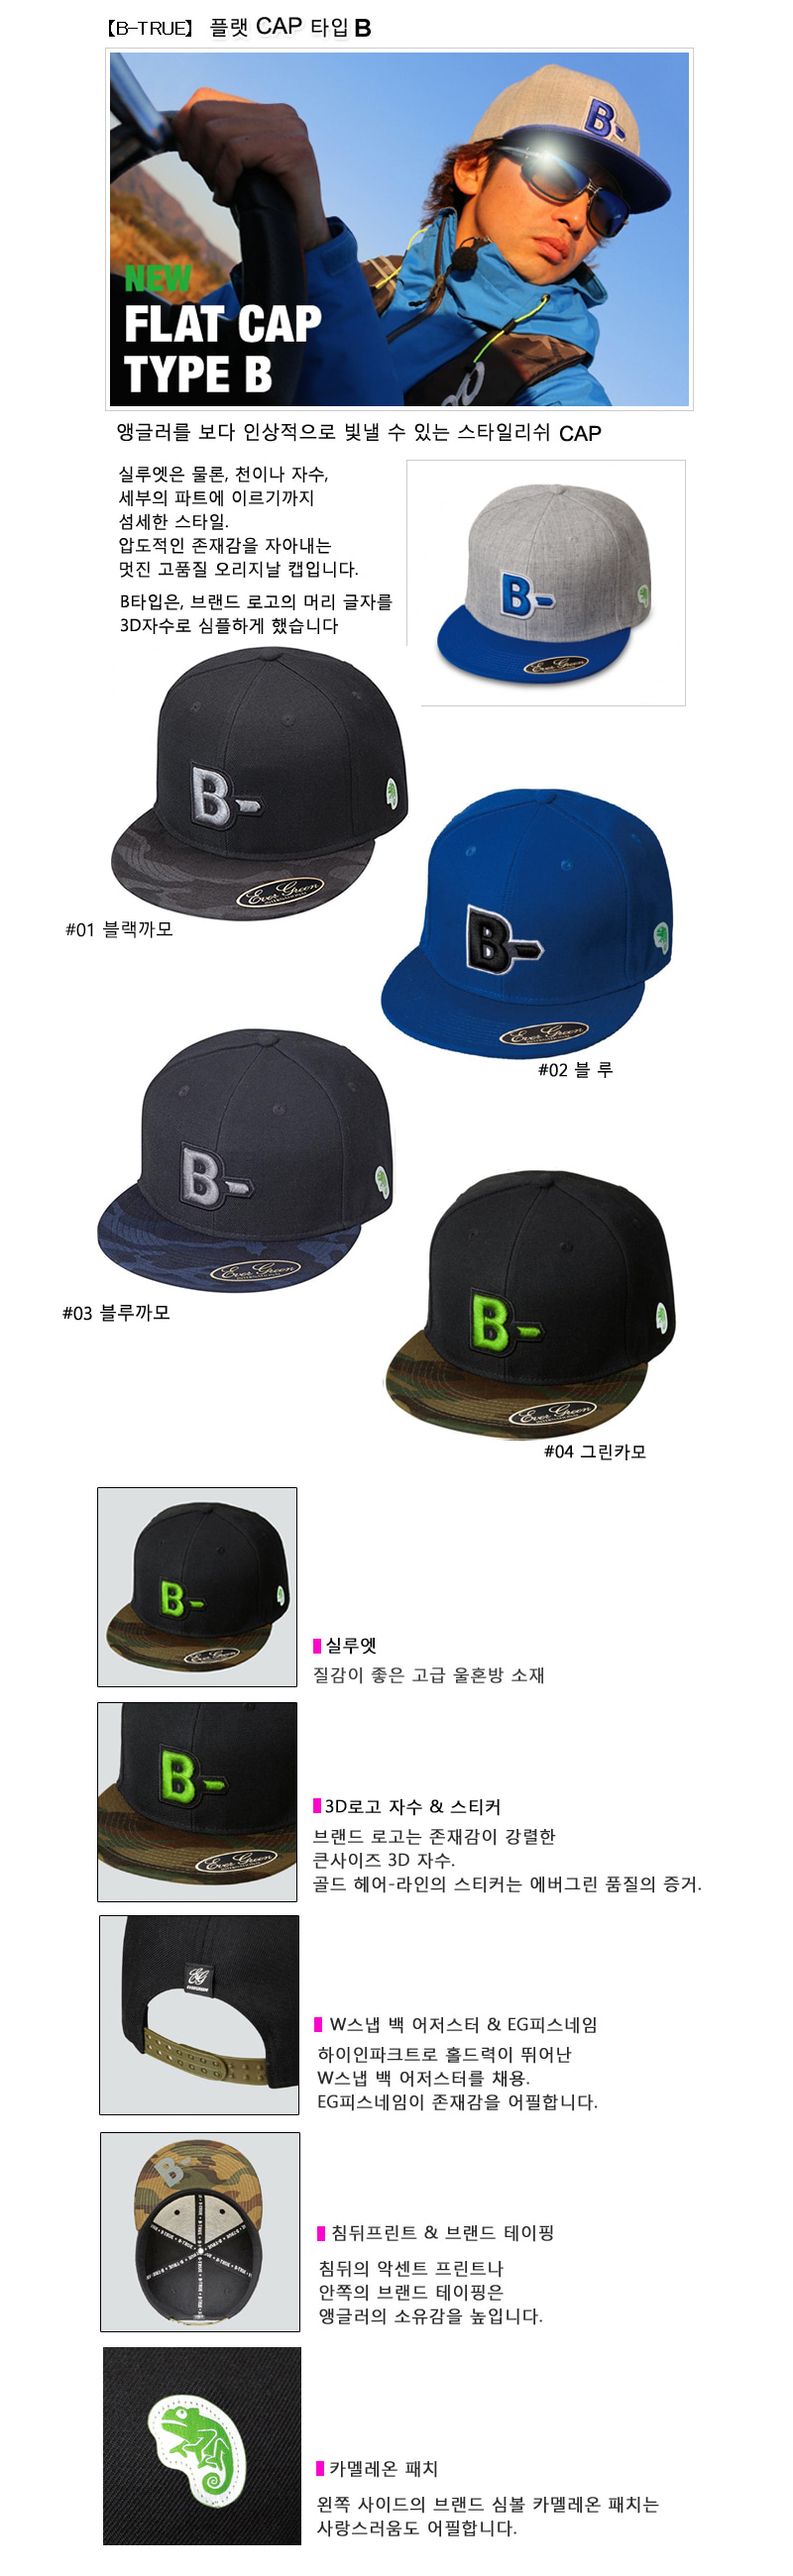 【B-TRUE】 플랫 CAP 타입 B
B-
NEW
FLAT CAP
TYPE B
앵글러를 보다 인상적으로 빛낼 수 있는 스타일리쉬 CAP
실루엣은 물론, 천이나 자수,
세부의 파트에 이르기까지
섬세한 스타일.
압도적인 존재감을 자아내는
멋진 고품질 오리지날 캡입니다.
B타입은, 브랜드 로고의 머리 글자를
3D자수로 심플하게 했습니다
B-
Ever Green
B-
Ever Green
#01 블랙까모
B-
Ever Green
#02 블 루
B-
Ever Green
#03 블루까모
B-
Ever Green
#04 그린카모
B-
Ever Green
실루엣
질감이 좋은 고급 울혼방 소재
B-
Ever Green
3D로고 자수 & 스티커
브랜드 로고는 존재감이 강렬한
큰사이즈 3D 자수.
골드 헤어-라인의 스티커는 에버그린 품질의 증거.
EG
W스냅 백 어저스터 & EG피스네임
하이인파크트로 홀드력이 뛰어난
W스냅 백 어저스터를 채용.
EG피스네임이 존재감을 어필합니다.
B-
침뒤프린트 & 브랜드 테이핑
침뒤의 악센트 프린트나
안쪽의 브랜드 테이핑은
앵글러의 소유감을 높입니다.
카멜레온 패치
왼쪽 사이드의 브랜드 심볼 카멜레온 패치는
사랑스러움도 어필합니다.